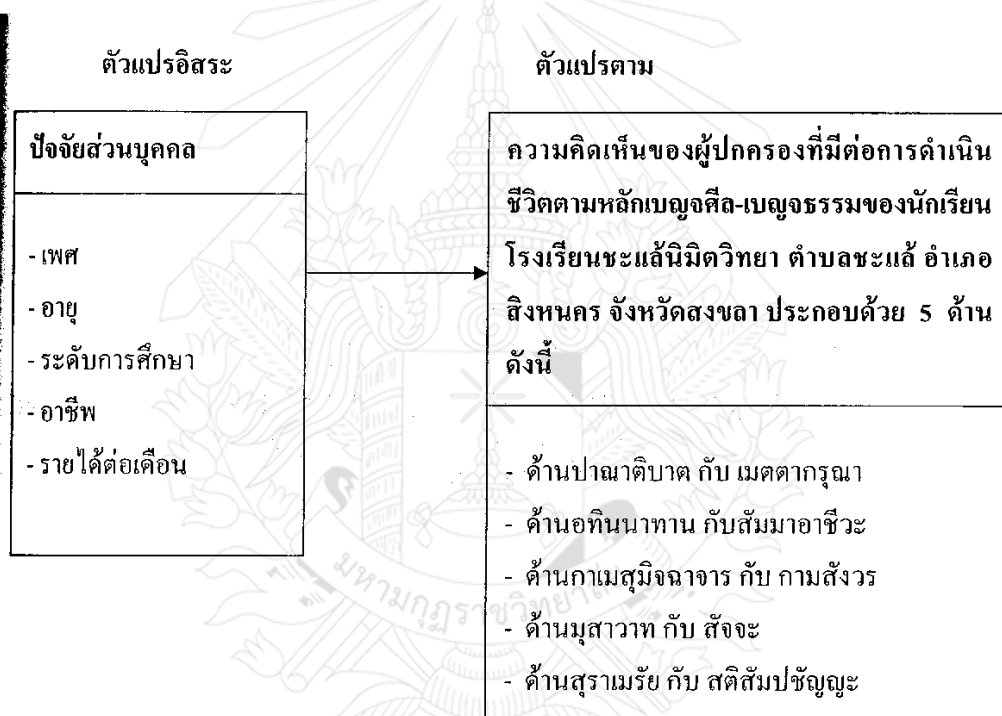 ตัวแปรอิสระ
ตัวแปรตาม
ปัจจัยส่วนบุคคล
- เพศ
- อายุ
- ระดับการศึกษา
- อาชีพ
- รายได้ต่อเดือน
ความคิดเห็นของผู้ปกครองที่มีต่อการดำเนิน
ชีวิตตามหลักเบญจศีล-เบญจธรรมของนักเรียน
โรงเรียนชะแล้นิมิตวิทยา ตำบลชะแล้ อำเภอ
สิงหนคร จังหวัดสงขลา ประกอบด้วย 5 ด้าน
ดังนี้
- ด้านปาณาติบาต กับ เมตตากรุณา
- ด้านอทินนาทาน กับสัมมาอาชีวะ
- ด้านกาเมสุมิจฉาจาร กับ กามสังวร
- ด้านมุสาวาท กับ สัจจะ
- ด้านสุราเมรัย กับ สติสัมปชัญญะ